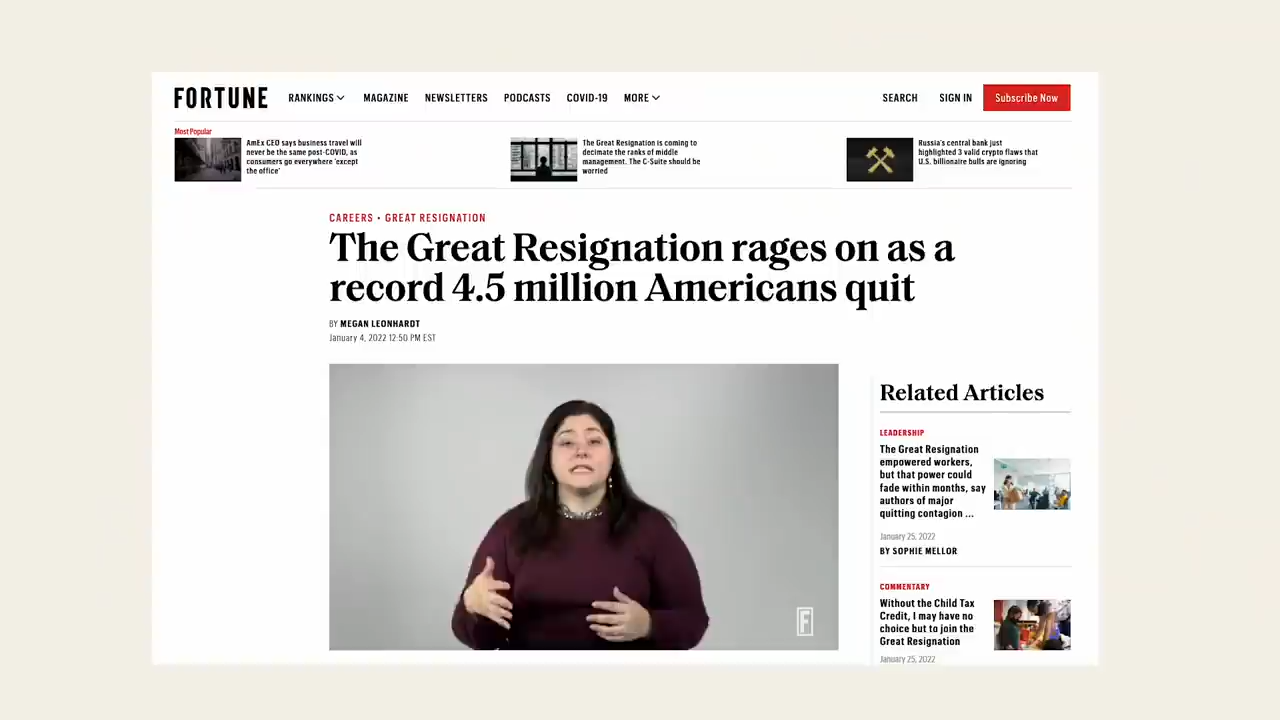 FORTUNE
RANKINGS MAGAZINE NEWSLETTERS PODCASTS COVID-19 MORE SEARCH SIGN IN Subscribe Now
Most Popular
AmEx CEO says business travel will
never be the same post-COVID, as
consumers go everywhere 'except
the office'
The Great Resignation is coming to
decimate the ranks of middle
management. The C-Suite should be
worried
Russia's central bank just
highlighted 3 valid crypto flaws that
U.S. billionaire bulls are ignoring
CAREERS • GREAT RESIGNATION
The Great Resignation rages on as a
record 4.5 million Americans quit
BY MEGAN LEONHARDT
January 4, 2022 12:50 PM EST
F
Related Articles
LEADERSHIP
The Great Resignation
empowered workers,
but that power could
fade within months, say
authors of major
quitting contagion ...
January 25, 2022
BY SOPHIE MELLOR
COMMENTARY
Without the Child Tax
Credit, I may have no
choice but to join the
Great Resignation
January 25, 2022